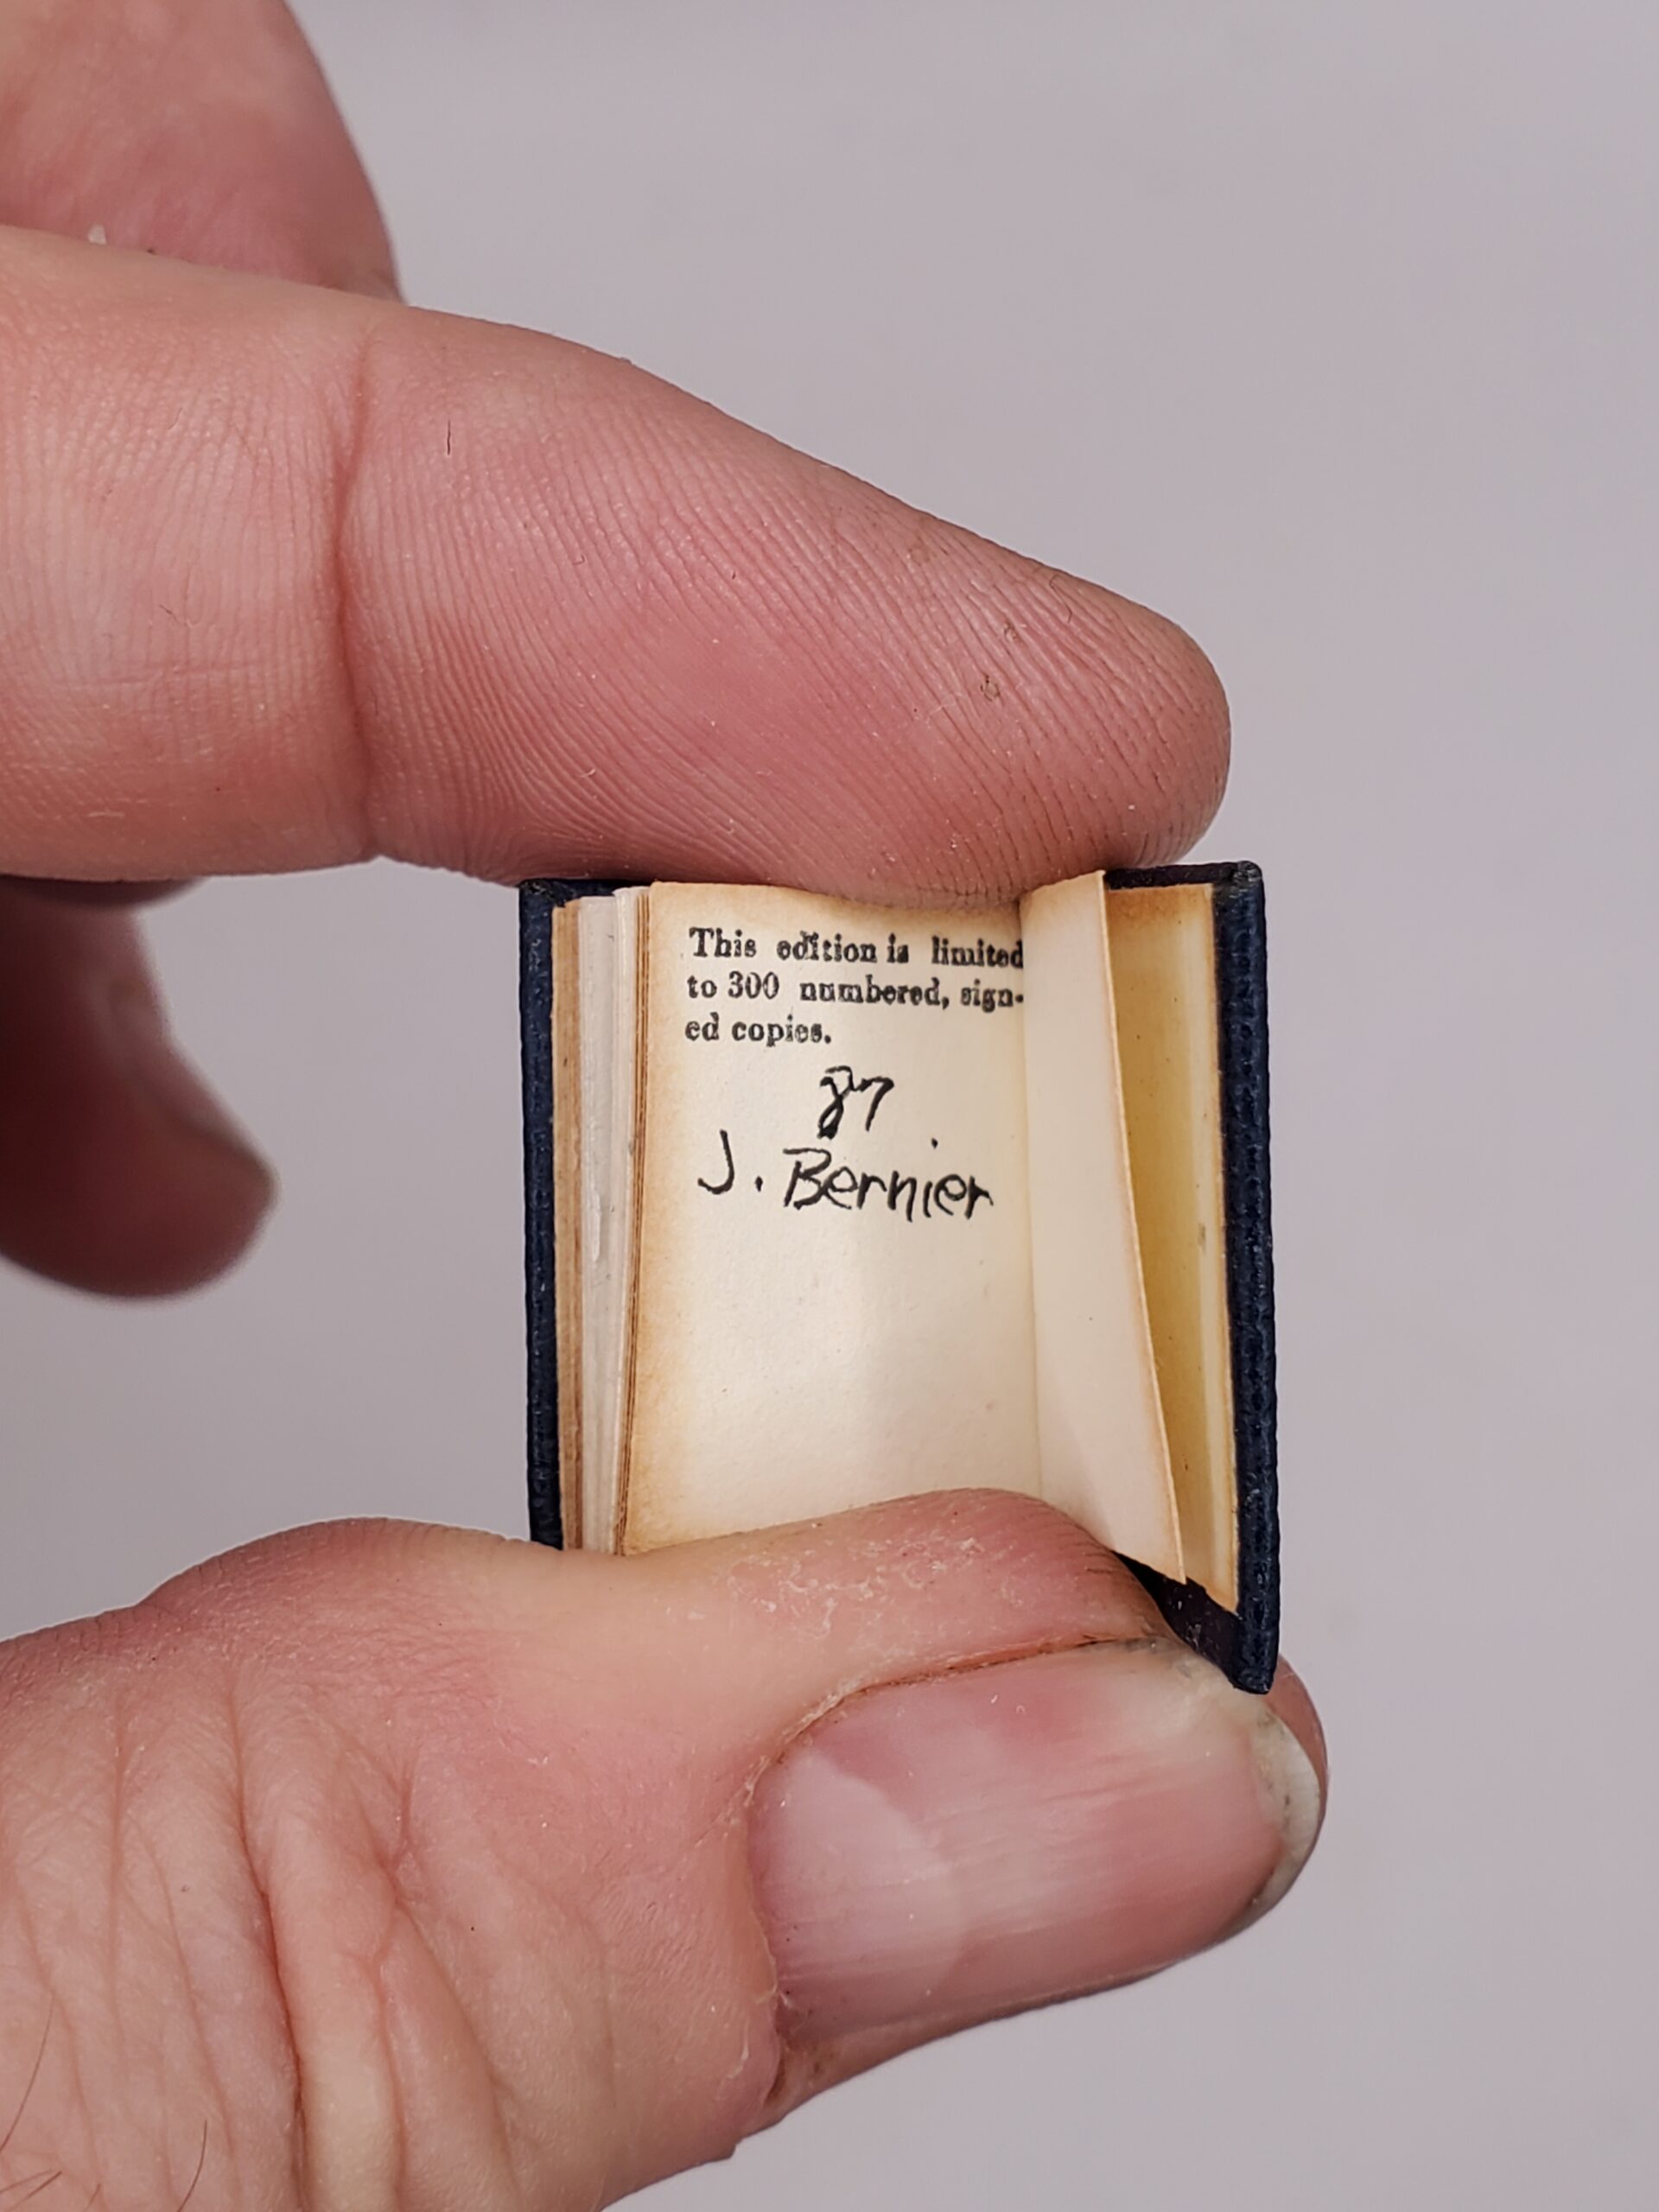 This edition is limited
to 300 numbered, sign-
ed copies.
87
J. Bernier